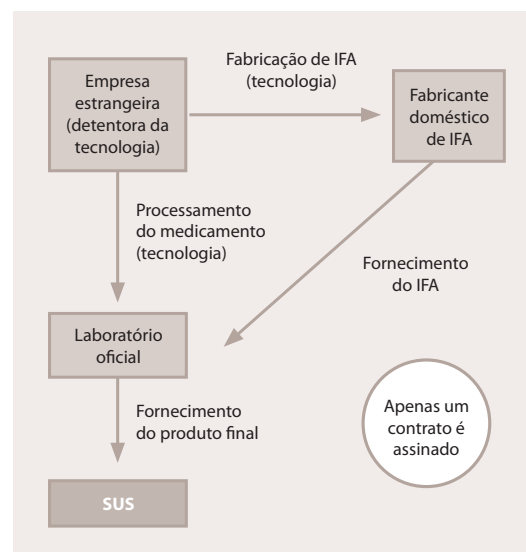 Empresa
estrangeira
(detentora da
tecnologia)
Fabricação de IFA
(tecnologia)
Fabricante
doméstico
de IFA
Processamento
do medicamento
(tecnologia)
Fornecimento
do IFA
Laboratório
oficial
Fornecimento
do produto final
Apenas um
contrato é
assinado
SUS